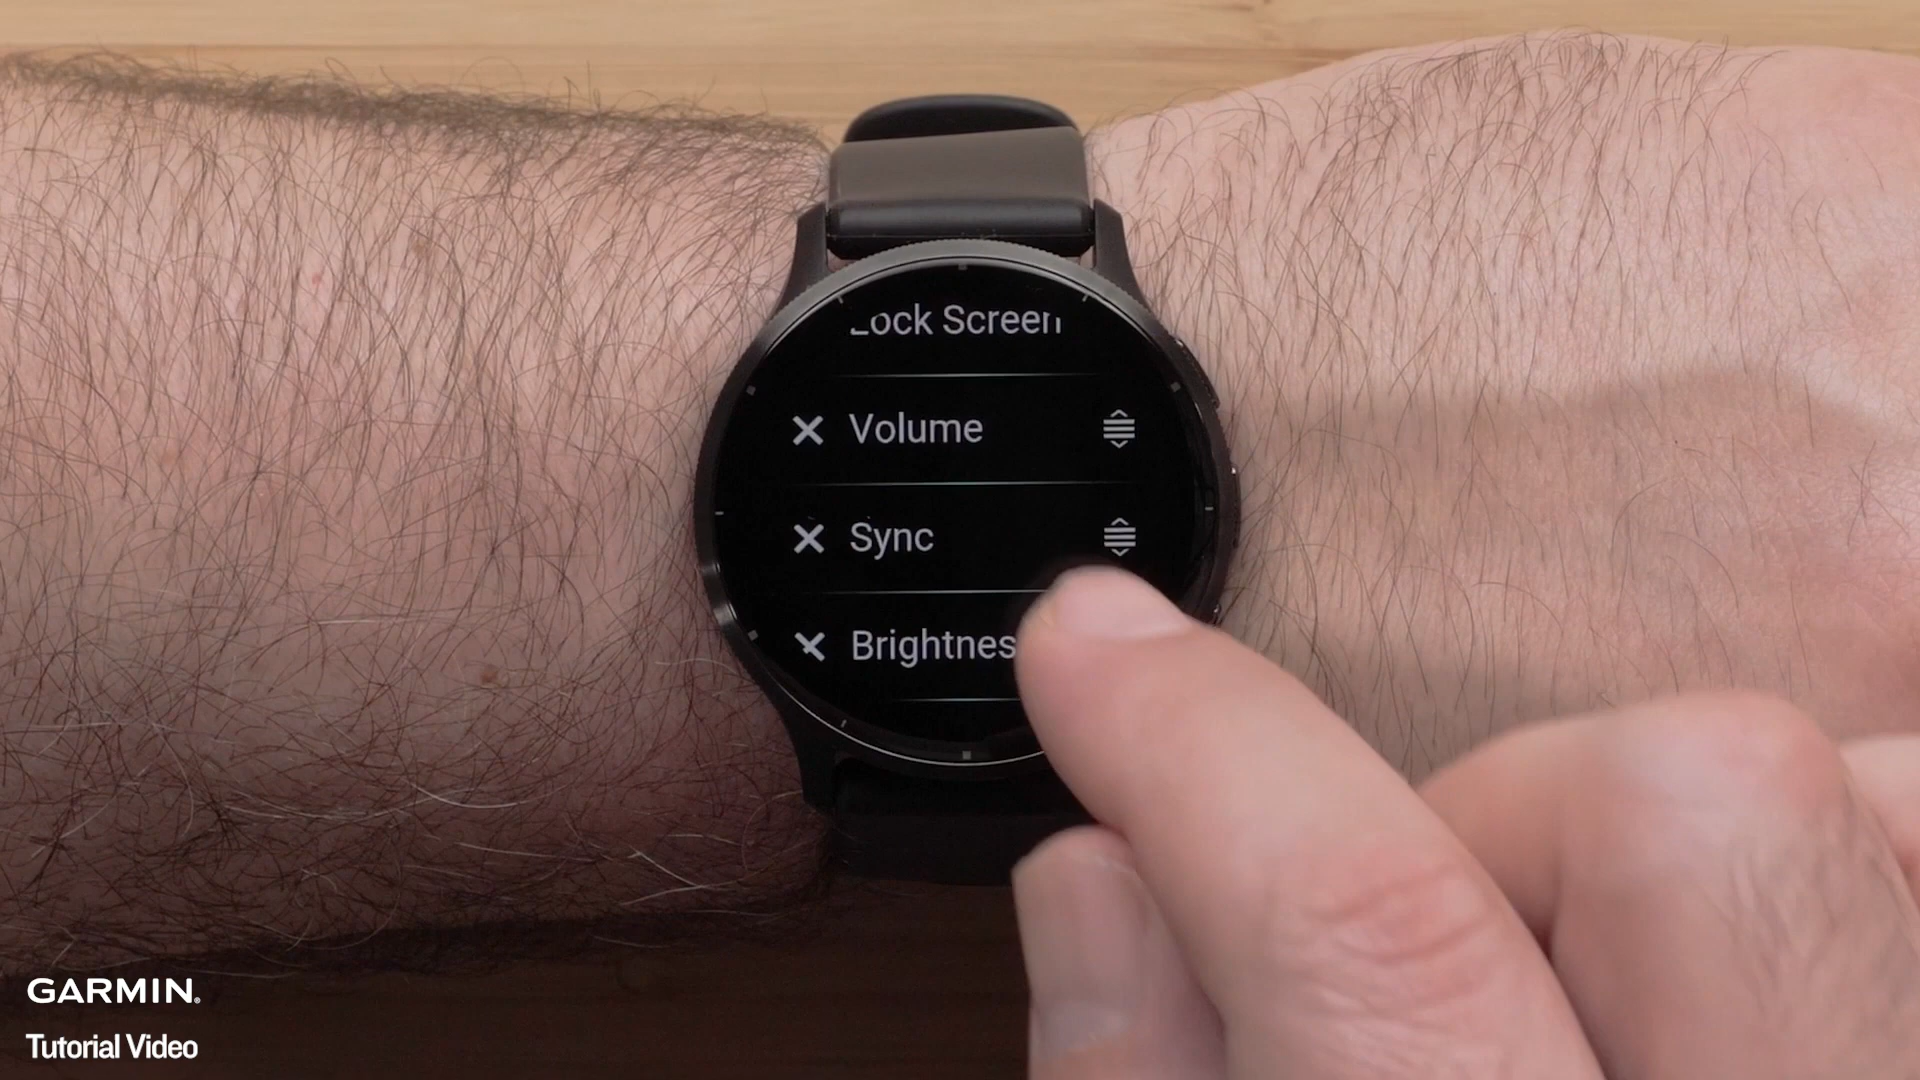 Lock Screen
Volume
Sync
Brightnes
GARMIN®
Tutorial Video